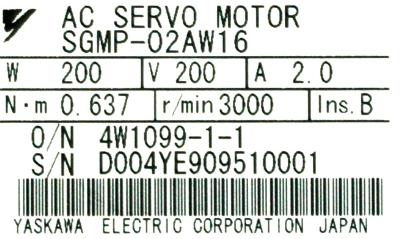 AC SERVO MOTOR
SGMP-02AW16
W 200 V 200 A 2.0
N·m 0.637 r/min 3000 Ins. B
O/N 4W1099-1-1
S/N D004YE909510001
YASKAWA ELECTRIC CORPORATION JAPAN